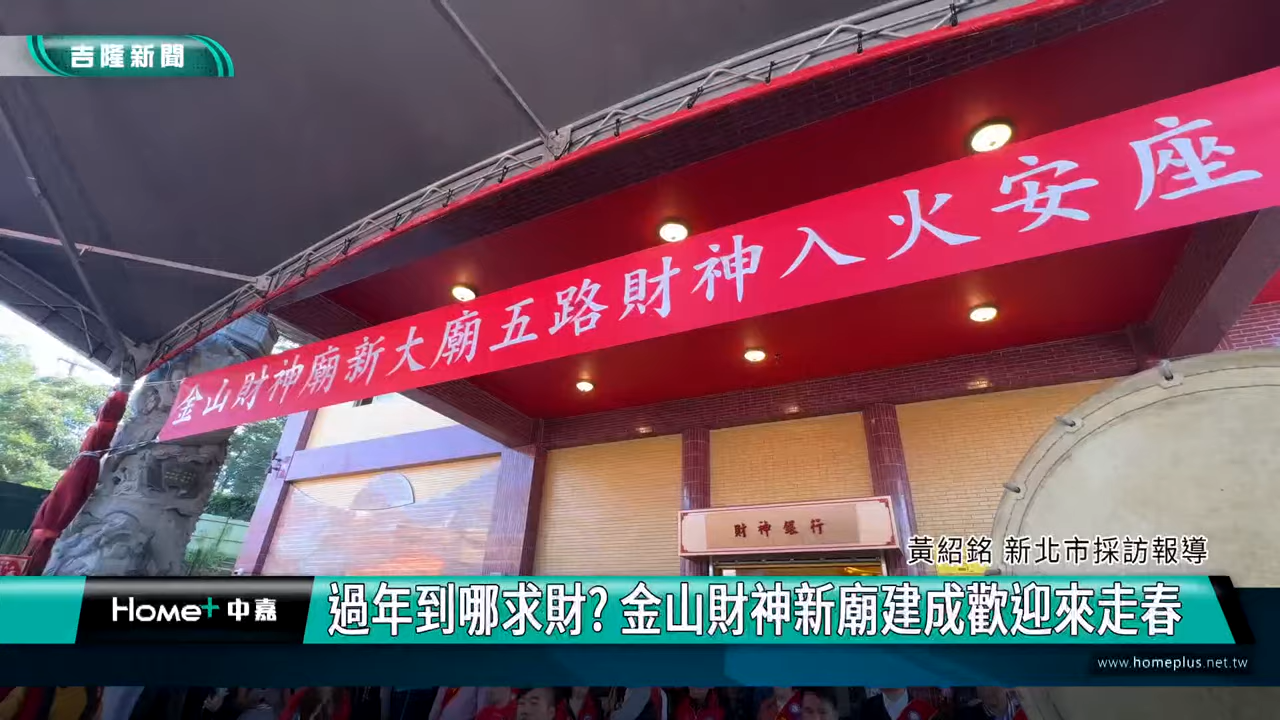 吉隆新聞
金山財神廟新大廟五路財神入火安座
財神銀行
黃紹銘 新北市採訪報導
Home+ 中嘉
過年到哪求財? 金山財神新廟建成歡迎來走春
www.homeplus.net.tw